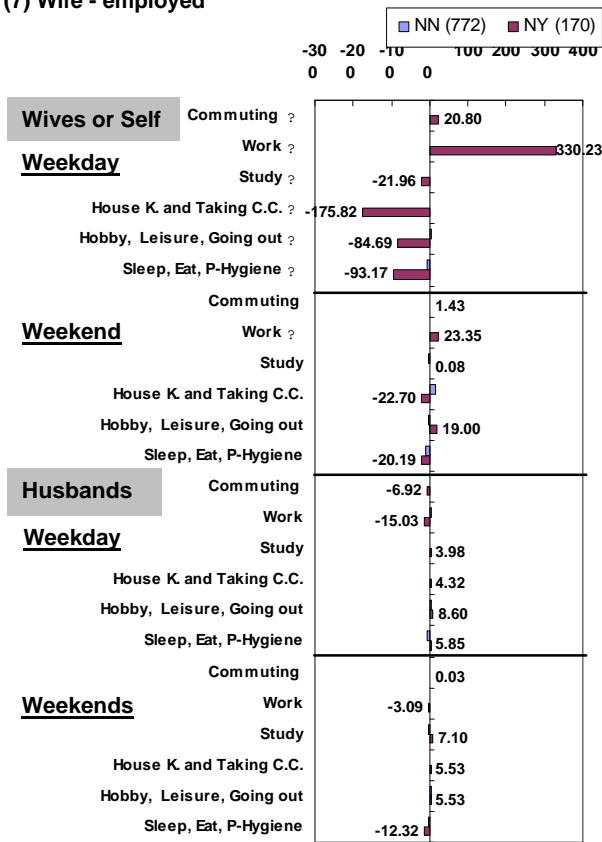 (7) Wife - employed
NN (772) NY (170)
-30 -20 -10 100 200 300 400
0 0 0 0
Wives or Self
Commuting ? 20.80
Weekday
Work ? 330.23
Study ? -21.96
House K. and Taking C.C. ? -175.82
Hobby, Leisure, Going out ? -84.69
Sleep, Eat, P-Hygiene ? -93.17
Commuting 1.43
Weekend
Work ? 23.35
Study 0.08
House K. and Taking C.C. -22.70
Hobby, Leisure, Going out 19.00
Sleep, Eat, P-Hygiene -20.19
Husbands
Commuting -6.92
Work -15.03
Weekday
Study 3.98
House K. and Taking C.C. 4.32
Hobby, Leisure, Going out 8.60
Sleep, Eat, P-Hygiene 5.85
Commuting 0.03
Weekends
Work -3.09
Study 7.10
House K. and Taking C.C. 5.53
Hobby, Leisure, Going out 5.53
Sleep, Eat, P-Hygiene -12.32